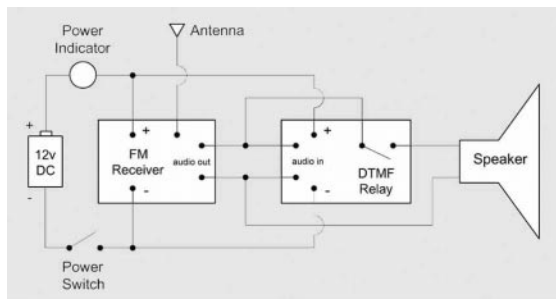 Power
Indicator
Antenna
+
12v
DC
-
+
FM
Receiver
audio out
-
+
audio in
DTMF
Relay
-
Speaker
Power
Switch